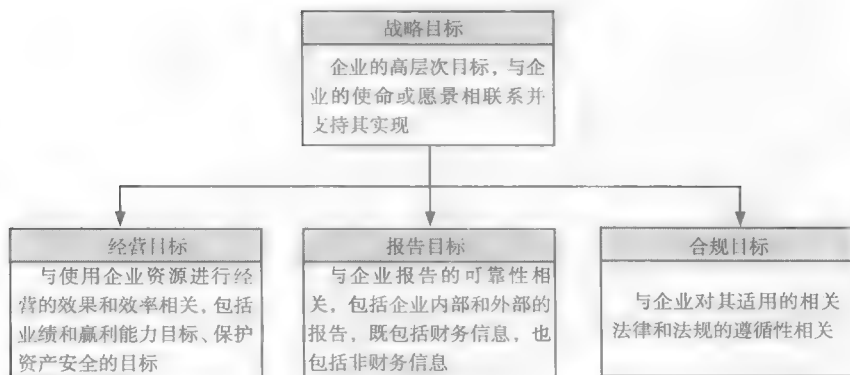 战略目标
企业的高层次目标，与企
业的使命或愿景相联系并
支持其实现
经营目标
与使用企业资源进行经
营的效果和效率相关，包括
业绩和赢利能力目标、保护
资产安全的目标
报告目标
与企业报告的可靠性相
关，包括企业内部和外部的
报告，既包括财务信息，也
包括非财务信息
合规目标
与企业对其适用的相关
法律和法规的遵循性相关